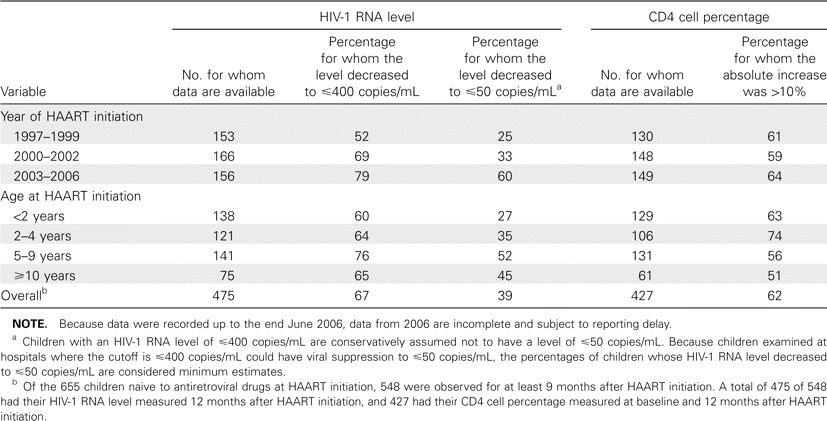 HIV-1 RNA level CD4 cell percentage
Percentage Percentage Percentage
for whom the for whom the for whom the
No. for whom level decreased level decreased No. for whom absolute increase
Variable data are available to ⩽400 copies/mL to ⩽50 copies/mLa data are available was >10%
Year of HAART initiation
1997–1999 153 52 25 130 61
2000–2002 166 69 33 148 59
2003–2006 156 79 60 149 64
Age at HAART initiation
<2 years 138 60 27 129 63
2–4 years 121 64 35 106 74
5–9 years 141 76 52 131 56
⩾10 years 75 65 45 61 51
Overallb 475 67 39 427 62
NOTE. Because data were recorded up to the end June 2006, data from 2006 are incomplete and subject to reporting delay.
a Children with an HIV-1 RNA level of ⩽400 copies/mL are conservatively assumed not to have a level of ⩽50 copies/mL. Because children examined at
hospitals where the cutoff is ⩽400 copies/mL could have viral suppression to ⩽50 copies/mL, the percentages of children whose HIV-1 RNA level decreased
to ⩽50 copies/mL are considered minimum estimates.
b Of the 655 children naive to antiretroviral drugs at HAART initiation, 548 were observed for at least 9 months after HAART initiation. A total of 475 of 548
had their HIV-1 RNA level measured 12 months after HAART initiation, and 427 had their CD4 cell percentage measured at baseline and 12 months after HAART
initiation.